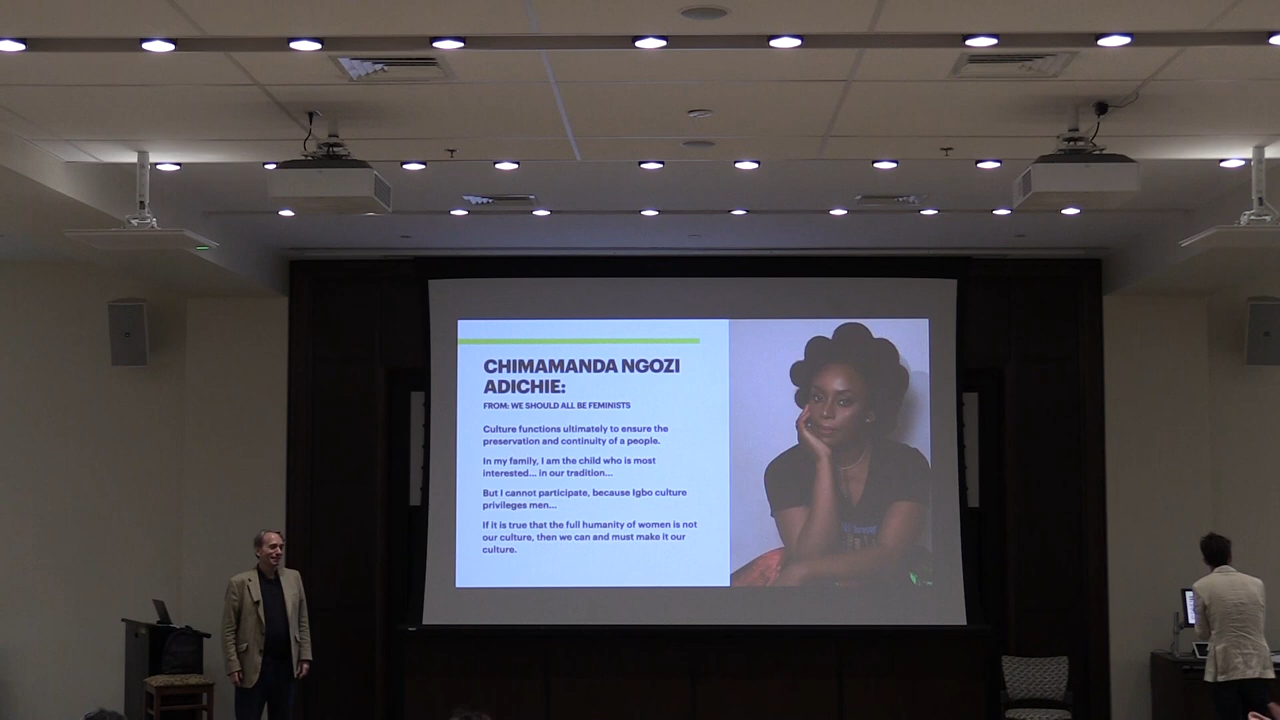 CHIMAMANDA NGOZI
ADICHIE:
FROM: WE SHOULD ALL BE FEMINISTS
Culture functions ultimately to ensure the
preservation and continuity of a people.
In my family, I am the child who is most
interested... in our tradition...
But I cannot participate, because Igbo culture
privileges men...
If it is true that the full humanity of women is not
our culture, then we can and must make it our
culture.